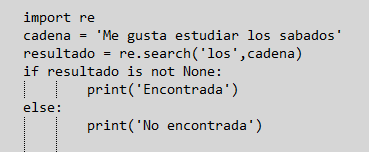 import re
cadena = 'Me gusta estudiar los sabados'
resultado = re.search('los',cadena)
if resultado is not None:
        print('Encontrada')
else:
        print('No encontrada')